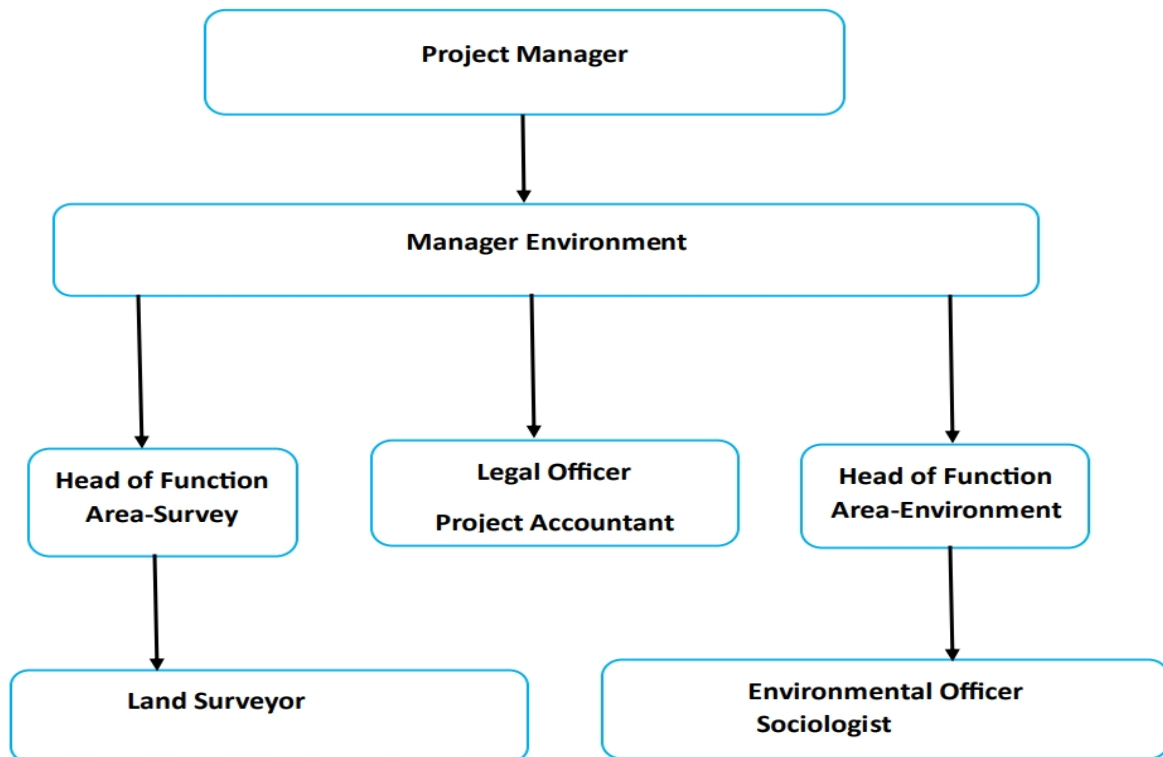 Project Manager
Manager Environment
Head of Function
Area-Survey
Legal Officer
Project Accountant
Head of Function
Area-Environment
Land Surveyor
Environmental Officer
Sociologist